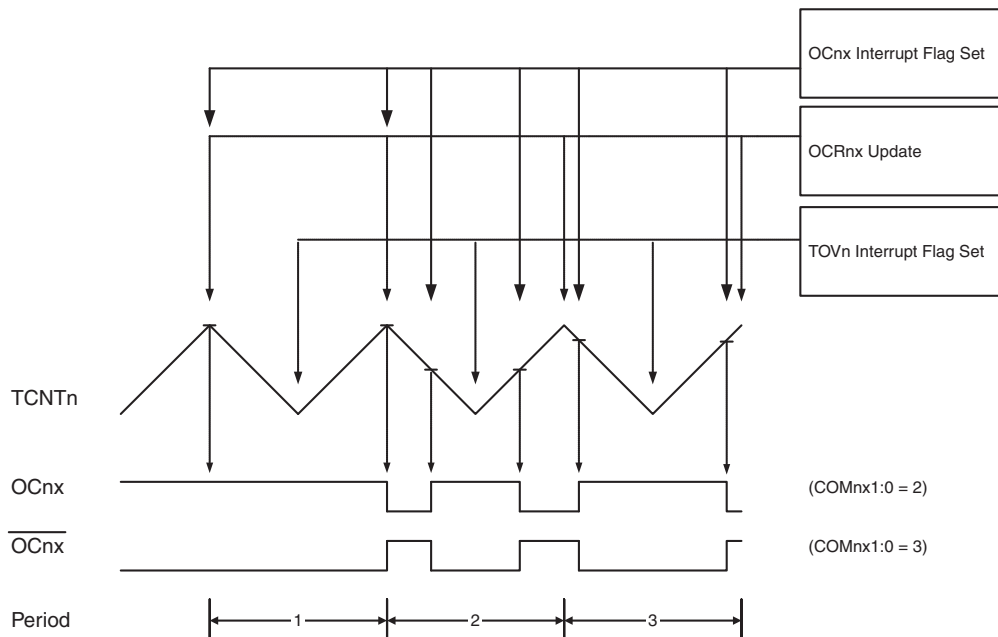 OCnx Interrupt Flag Set
OCRnx Update
TOVn Interrupt Flag Set
TCNTn
OCnx (COMnx1:0 = 2)
OCnx (COMnx1:0 = 3)
Period 1 2 3